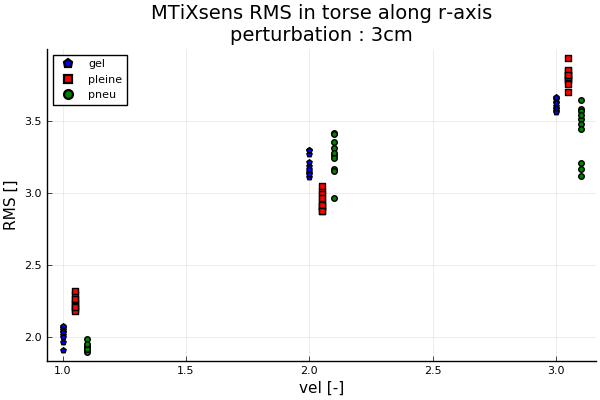 MTiXsens RMS in torse along r-axis
perturbation : 3cm
gel
pleine
pneu
3.5
3.0
2.5
2.0
RMS []
1.0
1.5
2.0
2.5
3.0
vel [-]